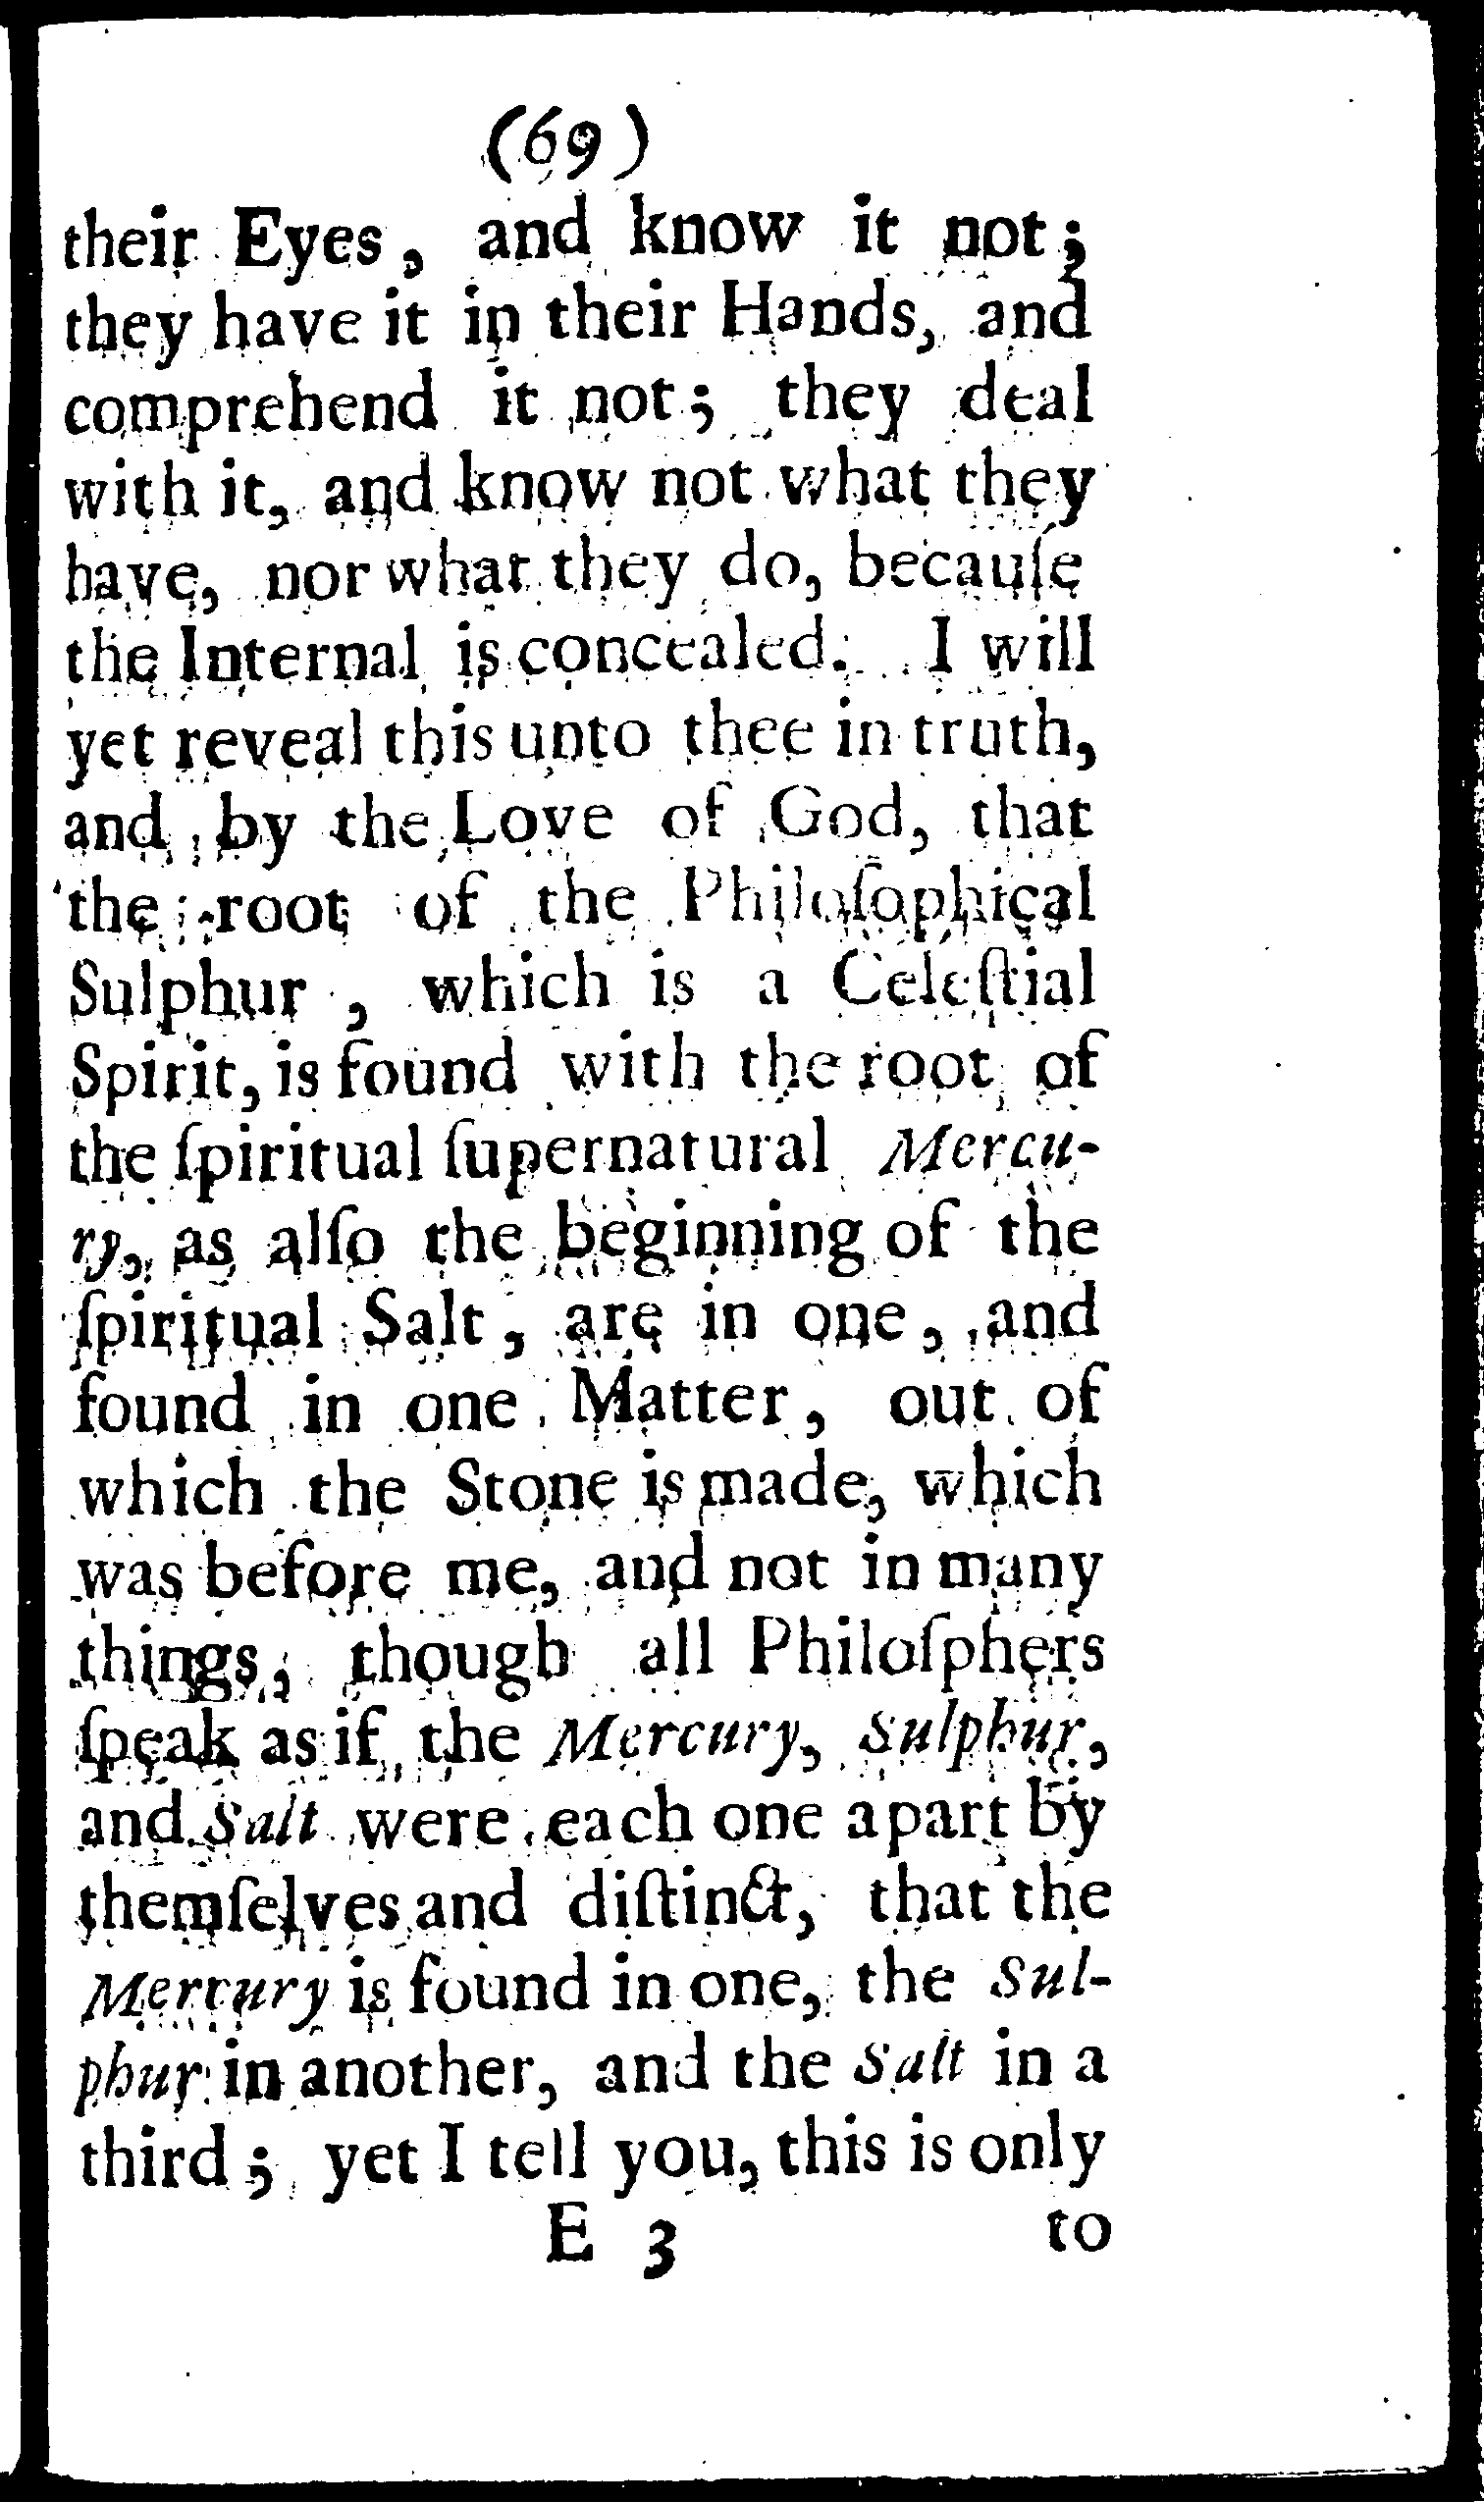 (69)
their Eyes, and know it not;
they have it in their Hands, and
comprehend it not; they deal
with it, and know not what they
have, nor what they do, becauſe
the Internal is concealed. I will
yet reveal this unto thee in truth,
and by the Love of God, that
the root of the Philoſophical
Sulphur, which is a Celeſtial
Spirit, is found with the root of
the ſpiritual ſupernatural Mercu-
ry, as alſo the beginning of the
ſpiritual Salt, are in one, and
found in one Matter, out of
which the Stone is made, which
was before me, and not in many
things, though all Philoſphers
ſpeak as if the Mercury, Sulphur,
and Salt were each one apart by
themſelves and diſtinct, that the
Mercury is found in one, the Sul-
phur in another, and the Salt in a
third; yet I tell you, this is only
E 3 to